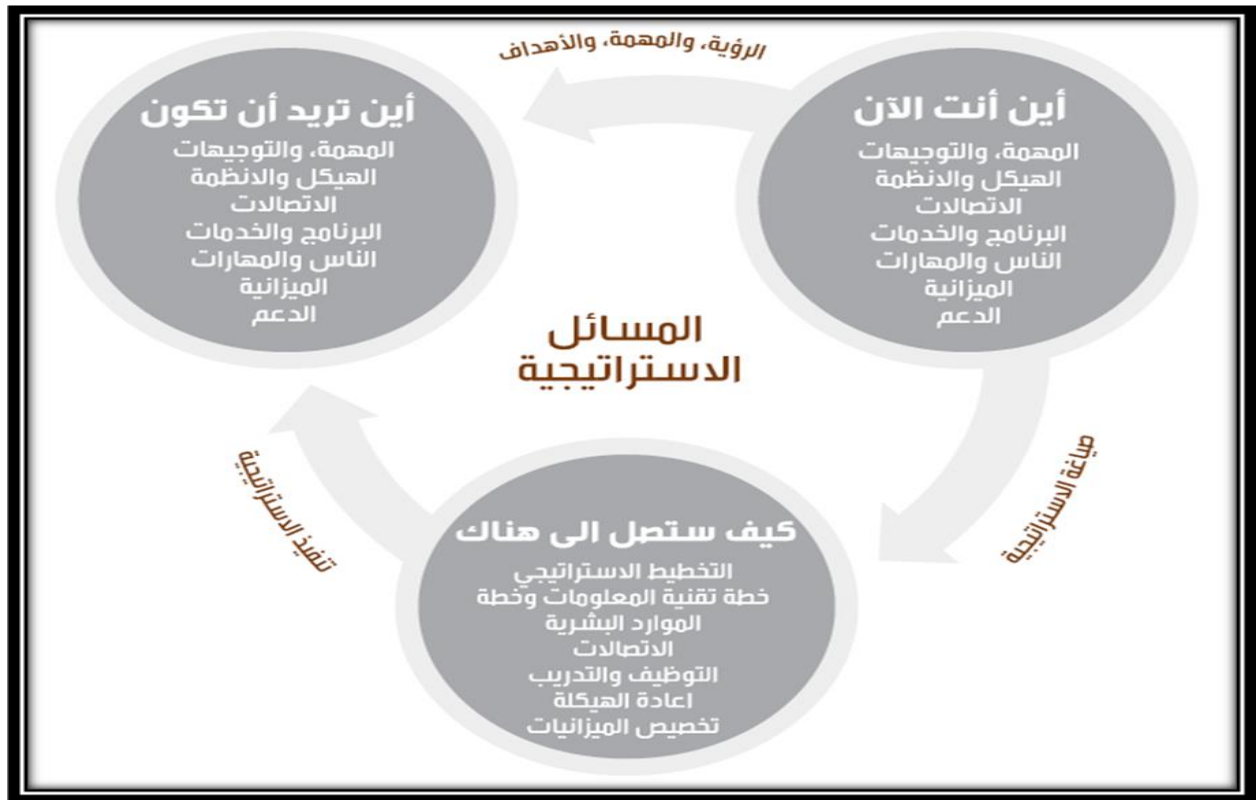 الرؤية، والمهمة، والأهداف
أين أنت الآن
المهمة، والتوجيهات
الهيكل والانظمة
الاتصالات
البرنامج والخدمات
الناس والمهارات
الميزانية
الدعم
أين تريد أن تكون
المهمة، والتوجيهات
الهيكل والانظمة
الاتصالات
البرنامج والخدمات
الناس والمهارات
الميزانية
الدعم
المسائل
الاستراتيجية
صياغة الاستراتيجية
تنفيذ الاستراتيجية
كيف ستصل الى هناك
التخطيط الاستراتيجي
خطة تقنية المعلومات وخطة
الموارد البشرية
الاتصالات
التوظيف والتدريب
اعادة الهيكلة
تخصيص الميزانيات